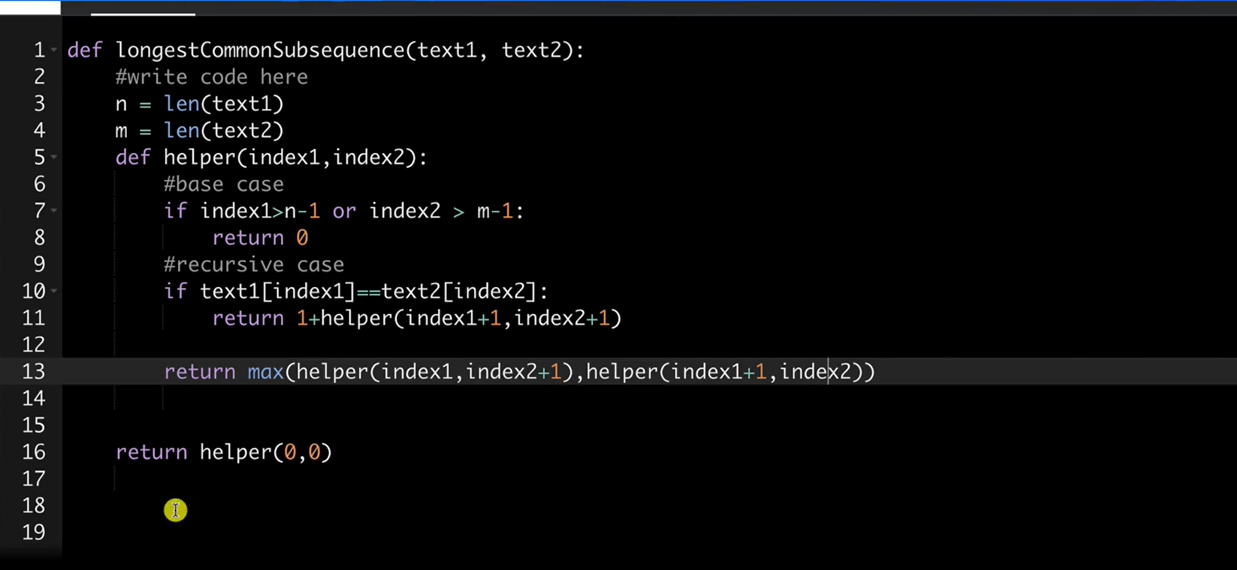 1 def longestCommonSubsequence(text1, text2):
2     #write code here
3     n = len(text1)
4     m = len(text2)
5     def helper(index1,index2):
6         #base case
7         if index1>n-1 or index2 > m-1:
8             return 0
9         #recursive case
10         if text1[index1]==text2[index2]:
11             return 1+helper(index1+1,index2+1)
12
13         return max(helper(index1,index2+1),helper(index1+1,index2))
14
15
16     return helper(0,0)
17
18
19